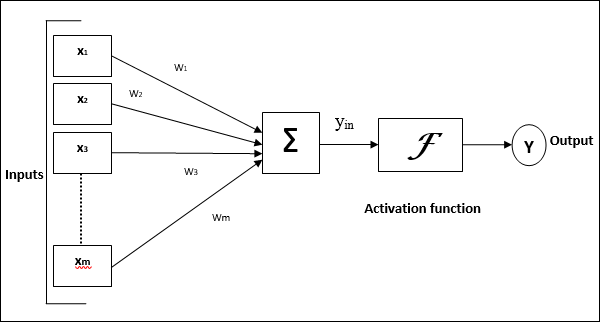 x1
W1
x2
W2
x3
W3
Inputs
xm
Wm
Σ
yin
ℱ
Y
Output
Activation function